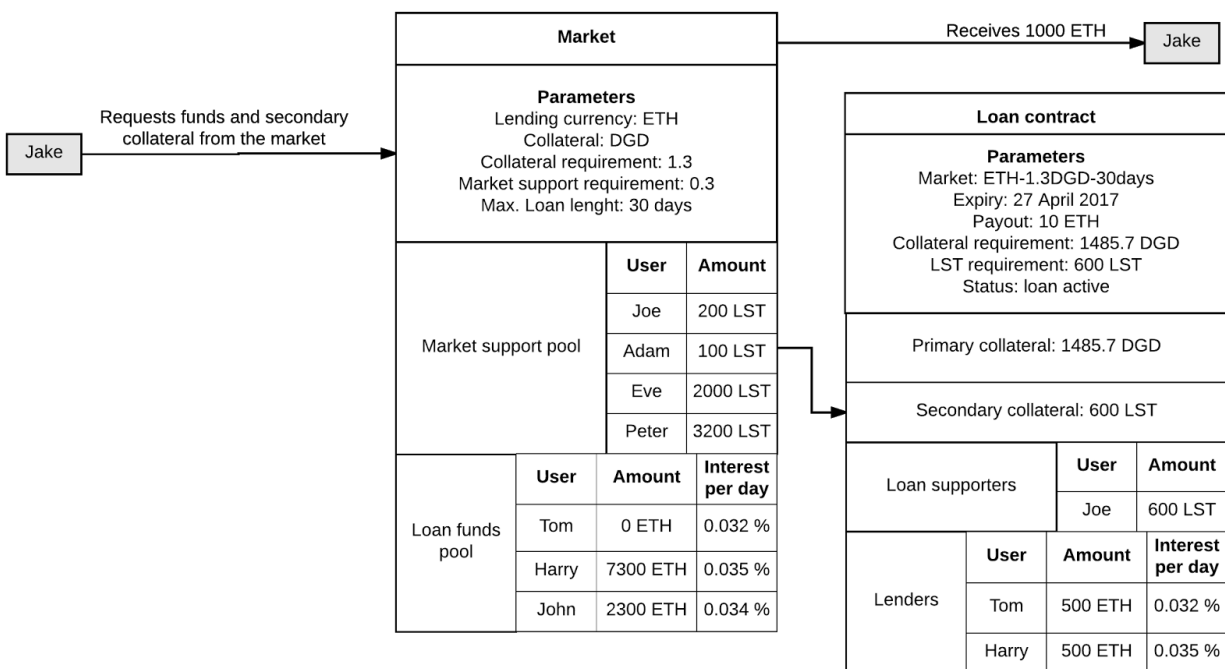 Jake
Requests funds and secondary
collateral from the market
Market
Parameters
Lending currency: ETH
Collateral: DGD
Collateral requirement: 1.3
Market support requirement: 0.3
Max. Loan lenght: 30 days
Market support pool
User Amount
Joe 200 LST
Adam 100 LST
Eve 2000 LST
Peter 3200 LST
Loan funds
pool
User Amount Interest
per day
Tom 0 ETH 0.032 %
Harry 7300 ETH 0.035 %
John 2300 ETH 0.034 %
Receives 1000 ETH
Jake
Loan contract
Parameters
Market: ETH-1.3DGD-30days
Expiry: 27 April 2017
Payout: 10 ETH
Collateral requirement: 1485.7 DGD
LST requirement: 600 LST
Status: loan active
Primary collateral: 1485.7 DGD
Secondary collateral: 600 LST
Loan supporters
User Amount
Joe 600 LST
Lenders
User Amount Interest
per day
Tom 500 ETH 0.032 %
Harry 500 ETH 0.035 %